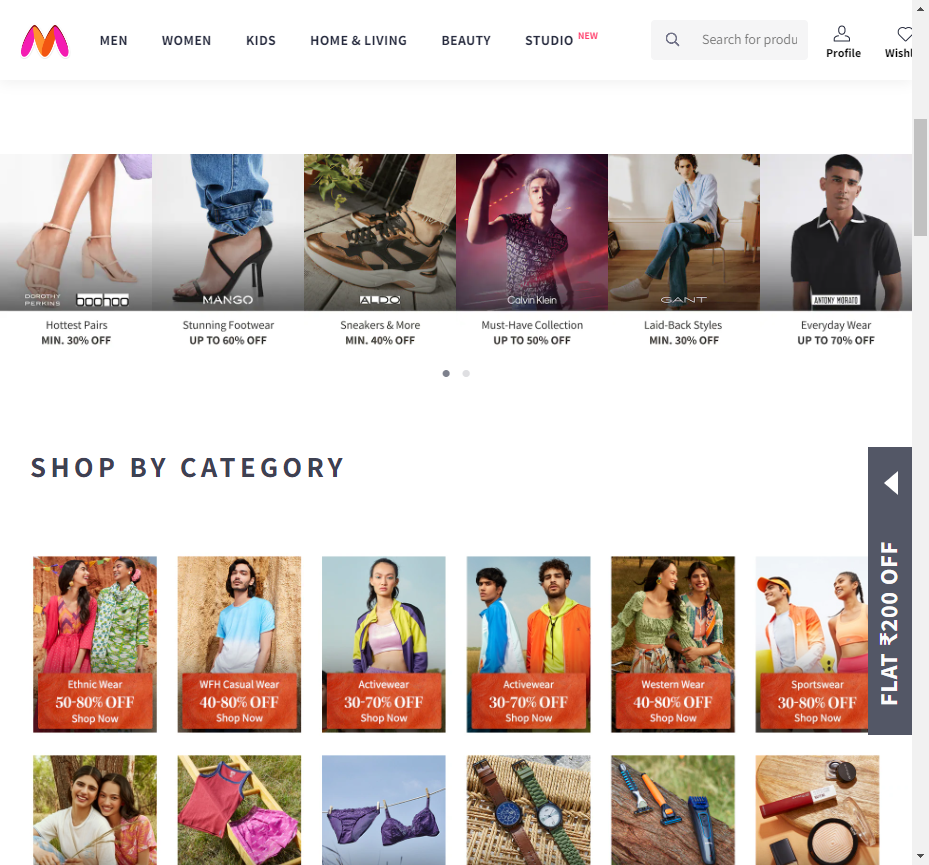 MEN WOMEN KIDS HOME & LIVING BEAUTY STUDIO NEW
Search for produ
Profile
Wishl
DOROTHY PERKINS
boohoo
MANGO
ALDO
Calvin Klein
GANT
ANTONY MORATO
Hottest Pairs
MIN. 30% OFF
Stunning Footwear
UP TO 60% OFF
Sneakers & More
MIN. 40% OFF
Must-Have Collection
UP TO 50% OFF
Laid-Back Styles
MIN. 30% OFF
Everyday Wear
UP TO 70% OFF
SHOP BY CATEGORY
Ethnic Wear
50-80% OFF
Shop Now
WFH Casual Wear
40-80% OFF
Shop Now
Activewear
30-70% OFF
Shop Now
Activewear
30-70% OFF
Shop Now
Western Wear
40-80% OFF
Shop Now
Sportswear
30-80% OFF
Shop Now
FLAT ₹200 OFF